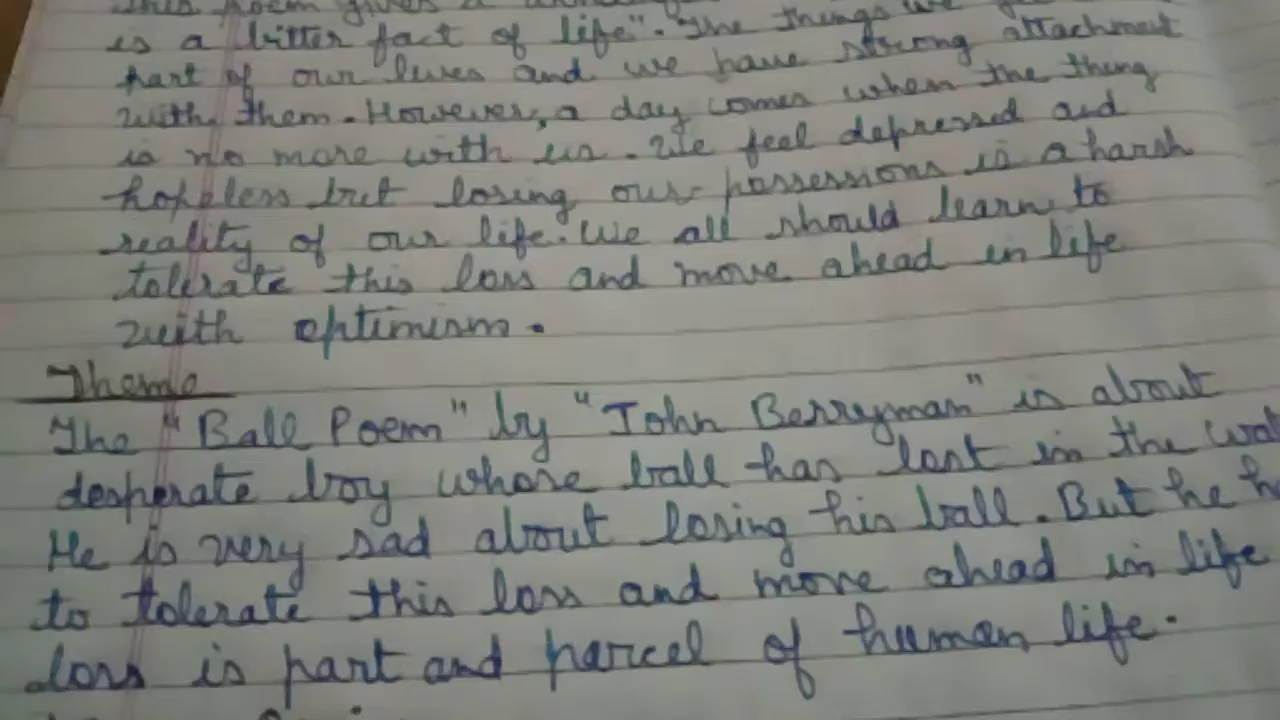 This Poem gives a
is a "bitter fact of life". The things we
part of our lives and we have strong attachment
with them. However, a day comes when the thing
is no more with us. We feel depressed and
hopeless but losing our possessions is a harsh
reality of our life. We all should learn to
tolerate this loss and move ahead in life
with optimism.
Theme
The "Ball Poem" by "John Berryman" is about
desperate boy whose ball has lost in the
He is very sad about losing his ball. But he
to tolerate this loss and move ahead in life
loss is part and parcel of human life.